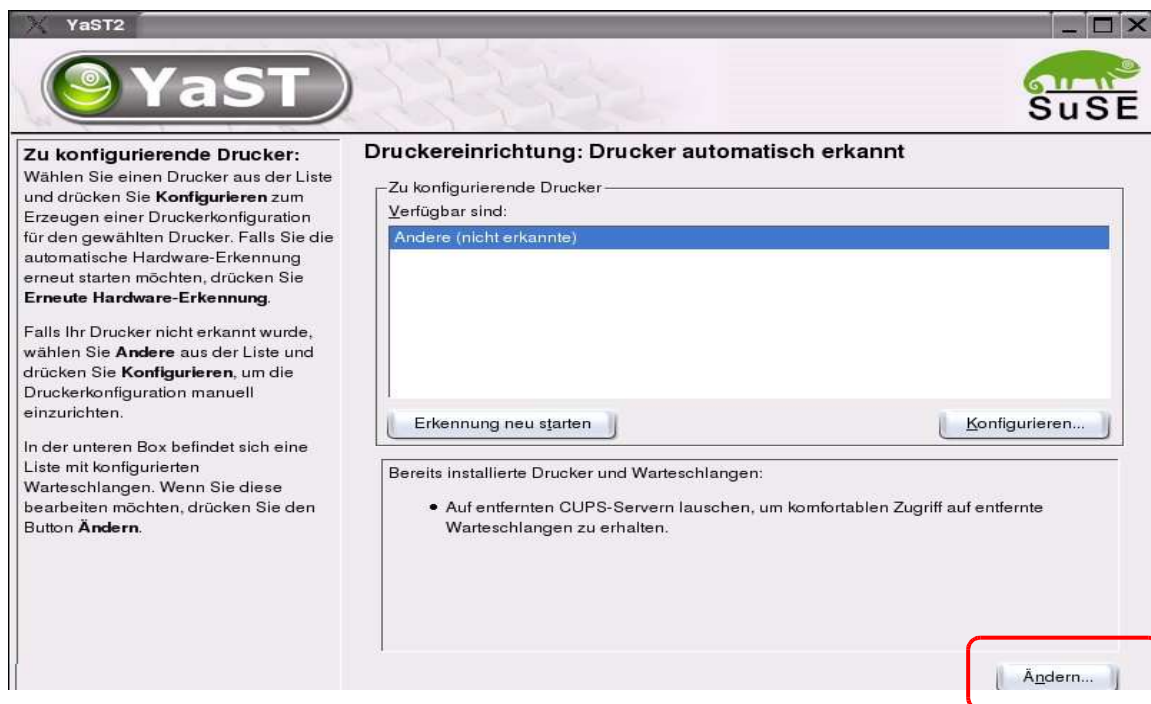 YaST2
YaST
SuSE
Zu konfigurierende Drucker:
Wählen Sie einen Drucker aus der Liste
und drücken Sie Konfigurieren zum
Erzeugen einer Druckerkonfiguration
für den gewählten Drucker. Falls Sie die
automatische Hardware-Erkennung
erneut starten möchten, drücken Sie
Erneute Hardware-Erkennung.
Falls Ihr Drucker nicht erkannt wurde,
wählen Sie Andere aus der Liste und
drücken Sie Konfigurieren, um die
Druckerkonfiguration manuell
einzurichten.
In der unteren Box befindet sich eine
Liste mit konfigurierten
Warteschlangen. Wenn Sie diese
bearbeiten möchten, drücken Sie den
Button Ändern.
Druckereinrichtung: Drucker automatisch erkannt
Zu konfigurierende Drucker
Verfügbar sind:
Andere (nicht erkannte)
Erkennung neu starten
Konfigurieren...
Bereits installierte Drucker und Warteschlangen:
• Auf entfernten CUPS-Servern lauschen, um komfortablen Zugriff auf entfernte
Warteschlangen zu erhalten.
Ändern...